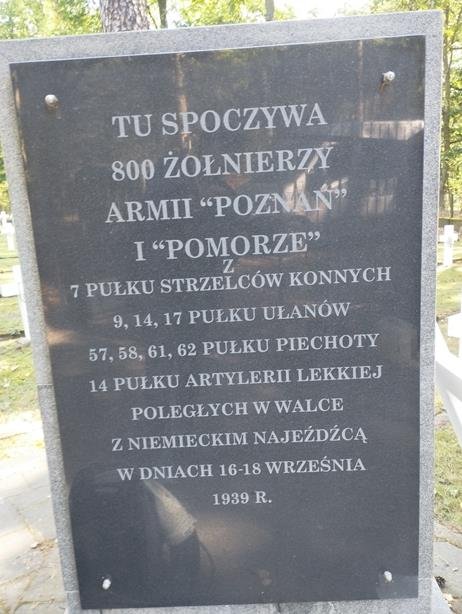 TU SPOCZYWA
800 ŻOŁNIERZY
ARMII “POZNAŃ”
I “POMORZE”
Z
7 PUŁKU STRZELCÓW KONNYCH
9, 14, 17 PUŁKU UŁANÓW
57, 58, 61, 62 PUŁKU PIECHOTY
14 PUŁKU ARTYLERII LEKKIEJ
POLEGŁYCH W WALCE
Z NIEMIECKIM NAJEŹDŹCĄ
W DNIACH 16-18 WRZEŚNIA
1939 R.